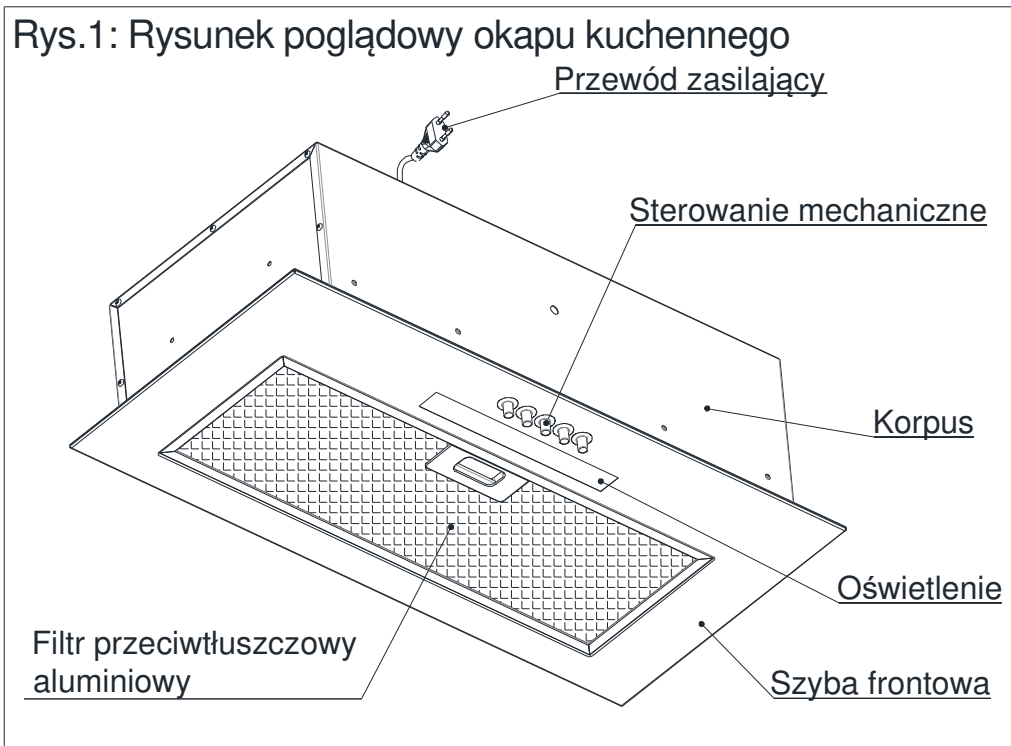 Rys.1: Rysunek poglądowy okapu kuchennego
Przewód zasilający
Sterowanie mechaniczne
Korpus
Oświetlenie
Filtr przeciwtłuszczowy
aluminiowy
Szyba frontowa